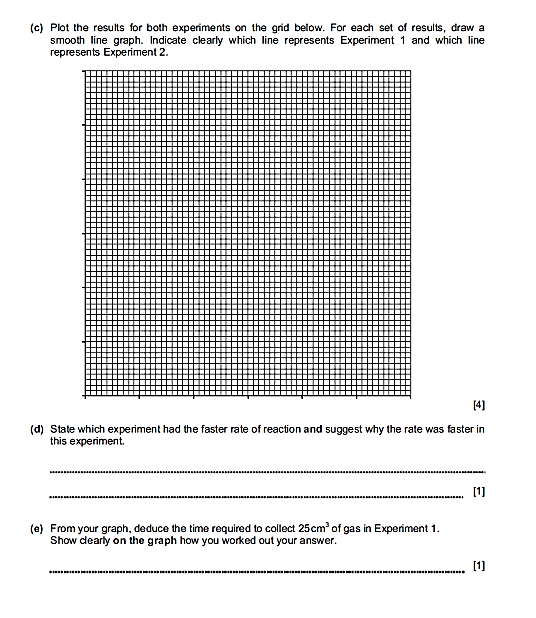 (c) Plot the results for both experiments on the grid below. For each set of results, draw a
smooth line graph. Indicate clearly which line represents Experiment 1 and which line
represents Experiment 2.
[4]
(d) State which experiment had the faster rate of reaction and suggest why the rate was faster in
this experiment.
[1]
(e) From your graph, deduce the time required to collect 25 cm³ of gas in Experiment 1.
Show clearly on the graph how you worked out your answer.
[1]